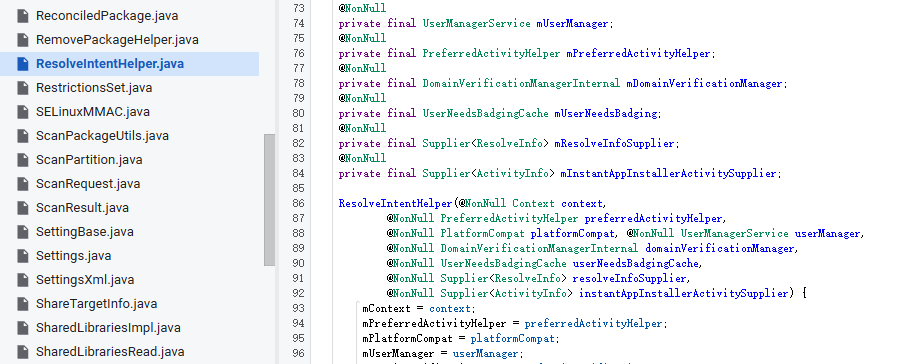 ReconciledPackage.java
RemovePackageHelper.java
ResolveIntentHelper.java
RestrictionsSet.java
SELinuxMMAC.java
ScanPackageUtils.java
ScanPartition.java
ScanRequest.java
ScanResult.java
SettingBase.java
Settings.java
SettingsXml.java
ShareTargetInfo.java
SharedLibrariesImpl.java
SharedLibrariesRead.java
73 @NonNull
74 private final UserManagerService mUserManager;
75 @NonNull
76 private final PreferredActivityHelper mPreferredActivityHelper;
77 @NonNull
78 private final DomainVerificationManagerInternal mDomainVerificationManager;
79 @NonNull
80 private final UserNeedsBadgingCache mUserNeedsBadging;
81 @NonNull
82 private final Supplier<ResolveInfo> mResolveInfoSupplier;
83 @NonNull
84 private final Supplier<ActivityInfo> mInstantAppInstallerActivitySupplier;
85
86 ResolveIntentHelper(@NonNull Context context,
87 @NonNull PreferredActivityHelper preferredActivityHelper,
88 @NonNull PlatformCompat platformCompat, @NonNull UserManagerService userManager,
89 @NonNull DomainVerificationManagerInternal domainVerificationManager,
90 @NonNull UserNeedsBadgingCache userNeedsBadgingCache,
91 @NonNull Supplier<ResolveInfo> resolveInfoSupplier,
92 @NonNull Supplier<ActivityInfo> instantAppInstallerActivitySupplier) {
93 mContext = context;
94 mPreferredActivityHelper = preferredActivityHelper;
95 mPlatformCompat = platformCompat;
96 mUserManager = userManager;